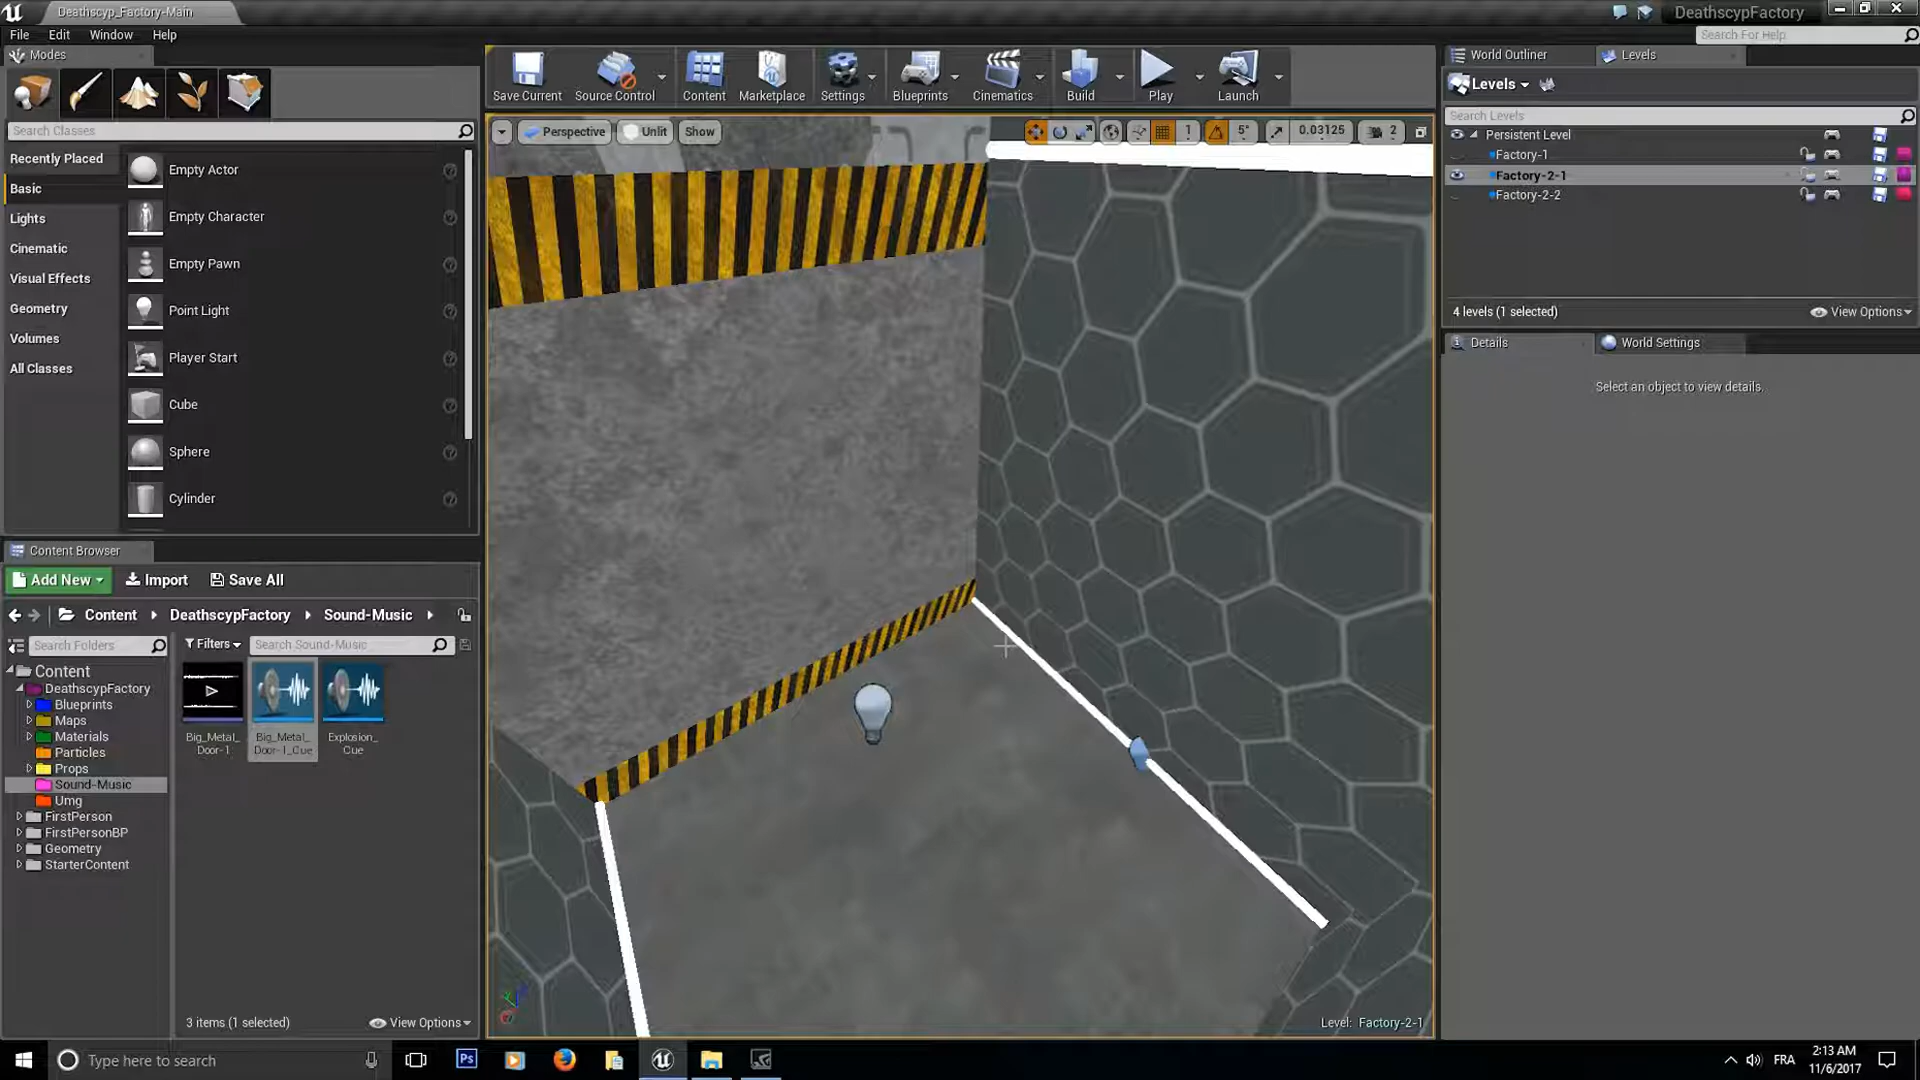 Deathscyp_Factory-Main
DeathscypFactory
File Edit Window Help
Search For Help
Modes
Search Classes
Recently Placed
Basic
Lights
Cinematic
Visual Effects
Geometry
Volumes
All Classes
Empty Actor
Empty Character
Empty Pawn
Point Light
Player Start
Cube
Sphere
Cylinder
Save Current
Source Control
Content
Marketplace
Settings
Blueprints
Cinematics
Build
Play
Launch
Perspective
Unlit
Show
1
5°
0.03125
2
World Outliner
Levels
Levels
Search Levels
Persistent Level
Factory-1
Factory-2-1
Factory-2-2
4 levels (1 selected)
View Options
Details
World Settings
Select an object to view details.
Content Browser
Add New
Import
Save All
Content
DeathscypFactory
Sound-Music
Search Folders
Filters
Search Sound-Music
Content
DeathscypFactory
Blueprints
Maps
Materials
Particles
Props
Sound-Music
Umg
FirstPerson
FirstPersonBP
Geometry
StarterContent
Big_Metal_
Door-1
Big_Metal_
Door-1_Cue
Explosion_
Cue
3 items (1 selected)
View Options
Level: Factory-2-1
Type here to search
Ps
FRA
2:13 AM
11/6/2017